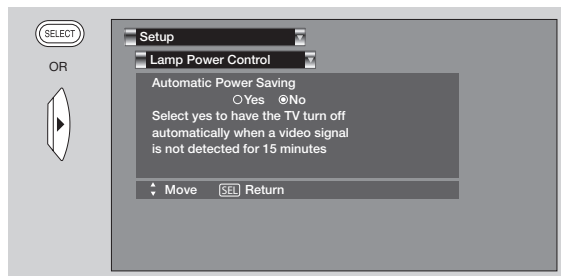 SELECT
OR
Setup
Lamp Power Control
Automatic Power Saving
Yes No
Select yes to have the TV turn off
automatically when a video signal
is not detected for 15 minutes
Move SEL Return